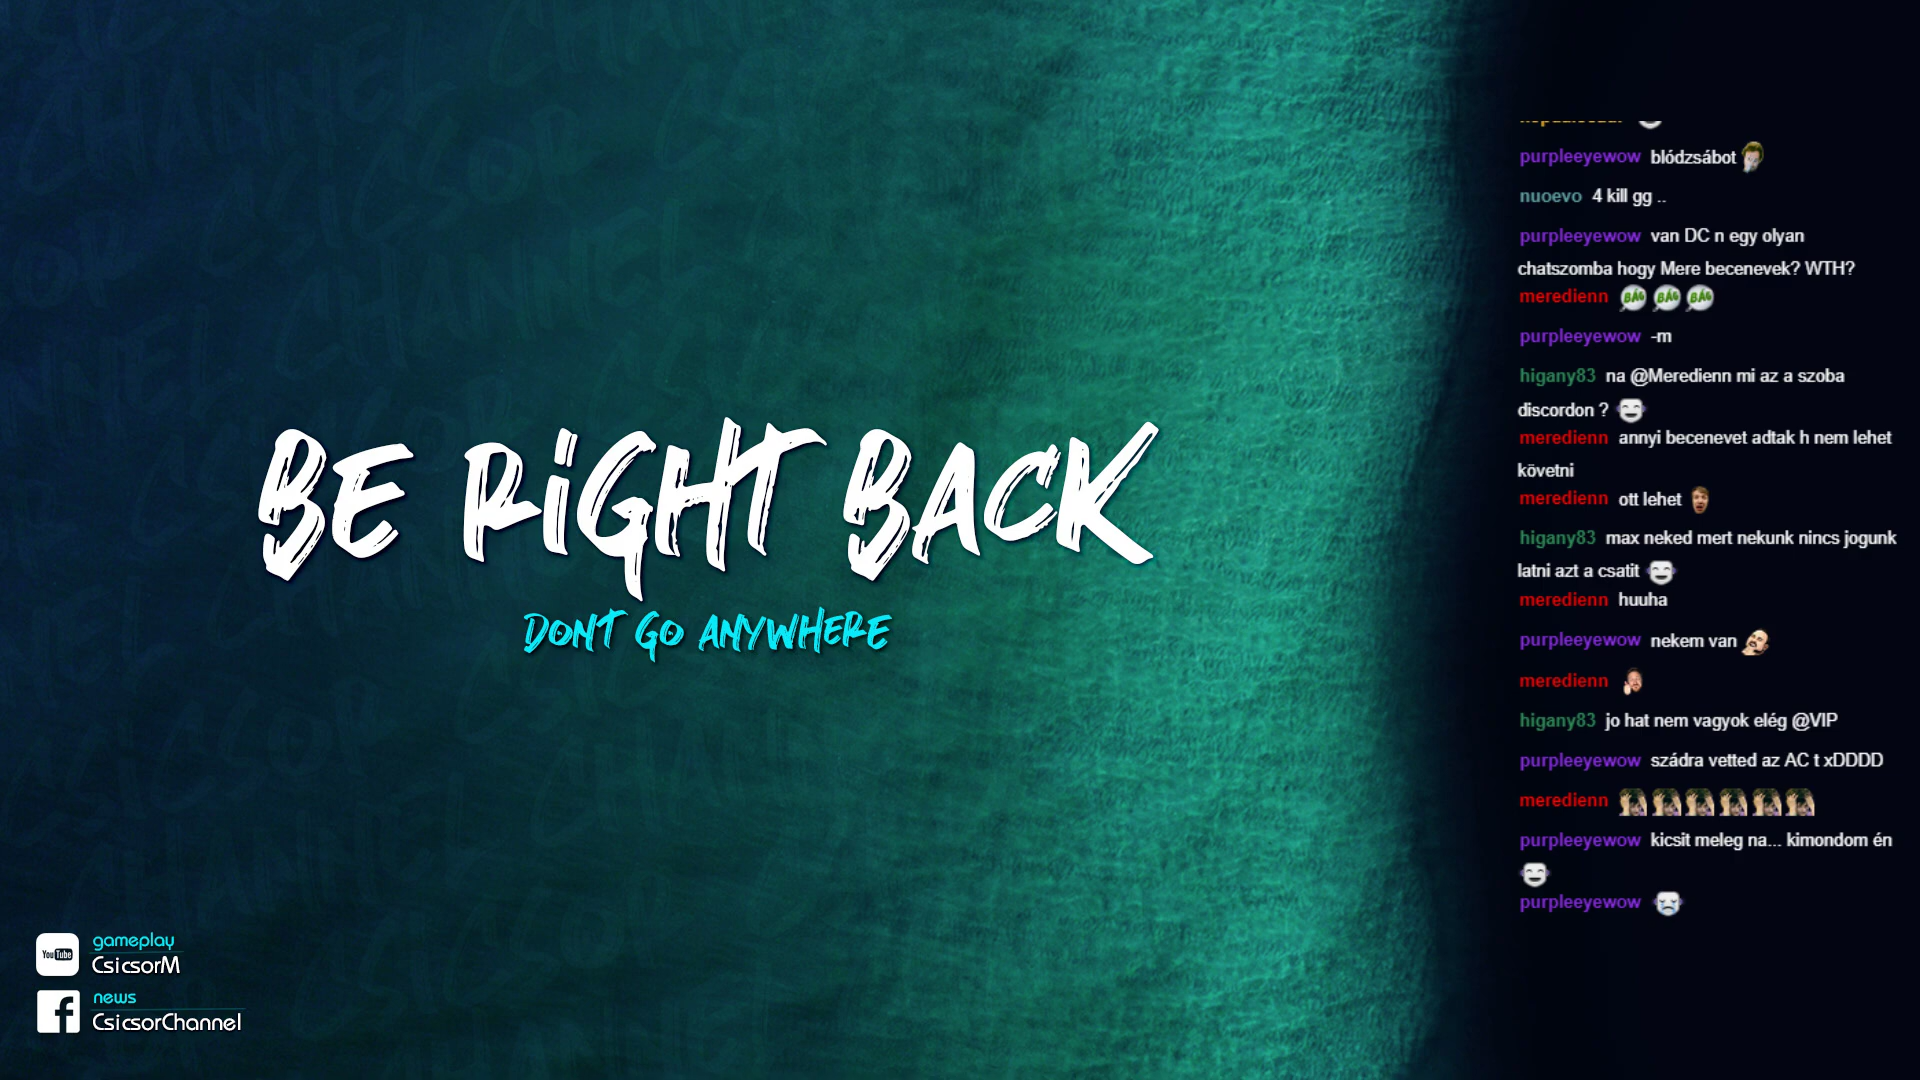 BE RIGHT BACK
DONT GO ANYWHERE
YouTube
gameplay
CsicsorM
news
CsicsorChannel
purpleeyewow blódzsábot
nuoevo 4 kill gg ..
purpleeyewow van DC n egy olyan
chatszomba hogy Mere becenevek? WTH?
meredienn BÁG BÁG BÁG
purpleeyewow -m
higany83 na @Meredienn mi az a szoba
discordon ?
meredienn annyi becenevet adtak h nem lehet
követni
meredienn ott lehet
higany83 max neked mert nekunk nincs jogunk
latni azt a csatit
meredienn huuha
purpleeyewow nekem van
meredienn
higany83 jo hat nem vagyok elég @VIP
purpleeyewow szádra vetted az AC t xDDDD
meredienn
purpleeyewow kicsit meleg na... kimondom én
purpleeyewow